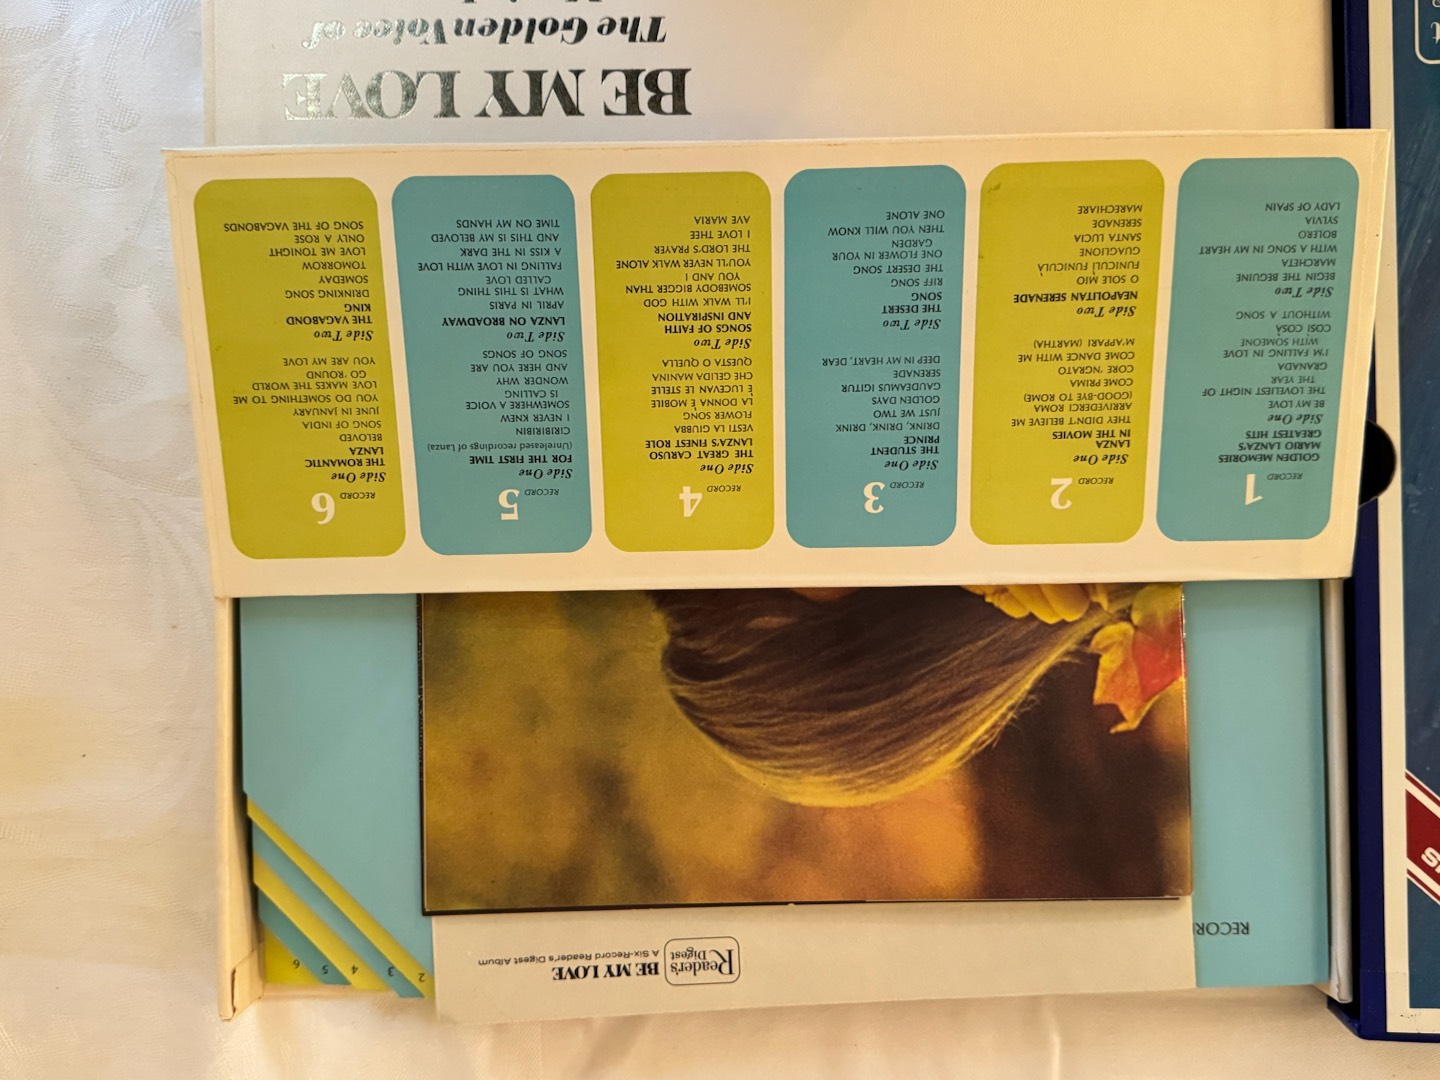 BE MY LOVE
The Golden Voice of
RECORD 1
Side One
GOLDEN MEMORIES
MARIO LANZA'S
GREATEST HITS
BE MY LOVE
THE LOVELIEST NIGHT OF
THE YEAR
GRANADA
I'M FALLING IN LOVE
WITH SOMEONE
COSÌ COSÀ
WITHOUT A SONG
Side Two
BEGIN THE BEGUINE
MARCHETA
WITH A SONG IN MY HEART
BOLERO
SYLVIA
LADY OF SPAIN
RECORD 2
Side One
LANZA
IN THE MOVIES
THEY DIDN'T BELIEVE ME
ARRIVEDERCI ROMA
(GOOD-BYE TO ROME)
COME PRIMA
CORE 'NGRATO
COME DANCE WITH ME
M'APPARI (MARTHA)
Side Two
NEAPOLITAN SERENADE
O SOLE MIO
FUNICULÌ FUNICULÀ
GUAGLIONE
SANTA LUCIA
SERENADE
MARECHIARE
RECORD 3
Side One
THE STUDENT
PRINCE
DRINK, DRINK, DRINK
JUST WE TWO
GOLDEN DAYS
GAUDEAMUS IGITUR
SERENADE
DEEP IN MY HEART, DEAR
Side Two
THE DESERT
SONG
RIFF SONG
THE DESERT SONG
ONE FLOWER IN YOUR
GARDEN
THEN YOU WILL KNOW
ONE ALONE
RECORD 4
Side One
THE GREAT CARUSO
LANZA'S FINEST ROLE
VESTI LA GIUBBA
FLOWER SONG
LA DONNA È MOBILE
È LUCEVAN LE STELLE
CHE GELIDA MANINA
QUESTA O QUELLA
Side Two
SONGS OF FAITH
AND INSPIRATION
I'LL WALK WITH GOD
SOMEBODY BIGGER THAN
YOU AND I
YOU'LL NEVER WALK ALONE
THE LORD'S PRAYER
I LOVE THEE
AVE MARIA
RECORD 5
Side One
FOR THE FIRST TIME
(Unreleased recordings of Lanza)
CIRIBIRIBIN
I NEVER KNEW
SOMEWHERE A VOICE
IS CALLING
WONDER WHY
AND HERE YOU ARE
SONG OF SONGS
Side Two
LANZA ON BROADWAY
APRIL IN PARIS
WHAT IS THIS THING
CALLED LOVE
FALLING IN LOVE WITH LOVE
A KISS IN THE DARK
AND THIS IS MY BELOVED
TIME ON MY HANDS
RECORD 6
Side One
THE ROMANTIC
LANZA
BELOVED
SONG OF INDIA
JUNE IN JANUARY
YOU DO SOMETHING TO ME
LOVE MAKES THE WORLD
GO 'ROUND
YOU ARE MY LOVE
Side Two
THE VAGABOND
KING
DRINKING SONG
SOMEDAY
TOMORROW
LOVE ME TONIGHT
ONLY A ROSE
SONG OF THE VAGABONDS
Reader's
Digest
BE MY LOVE
A Six-Record Reader's Digest Album
RECOR
2 3 4 5 6